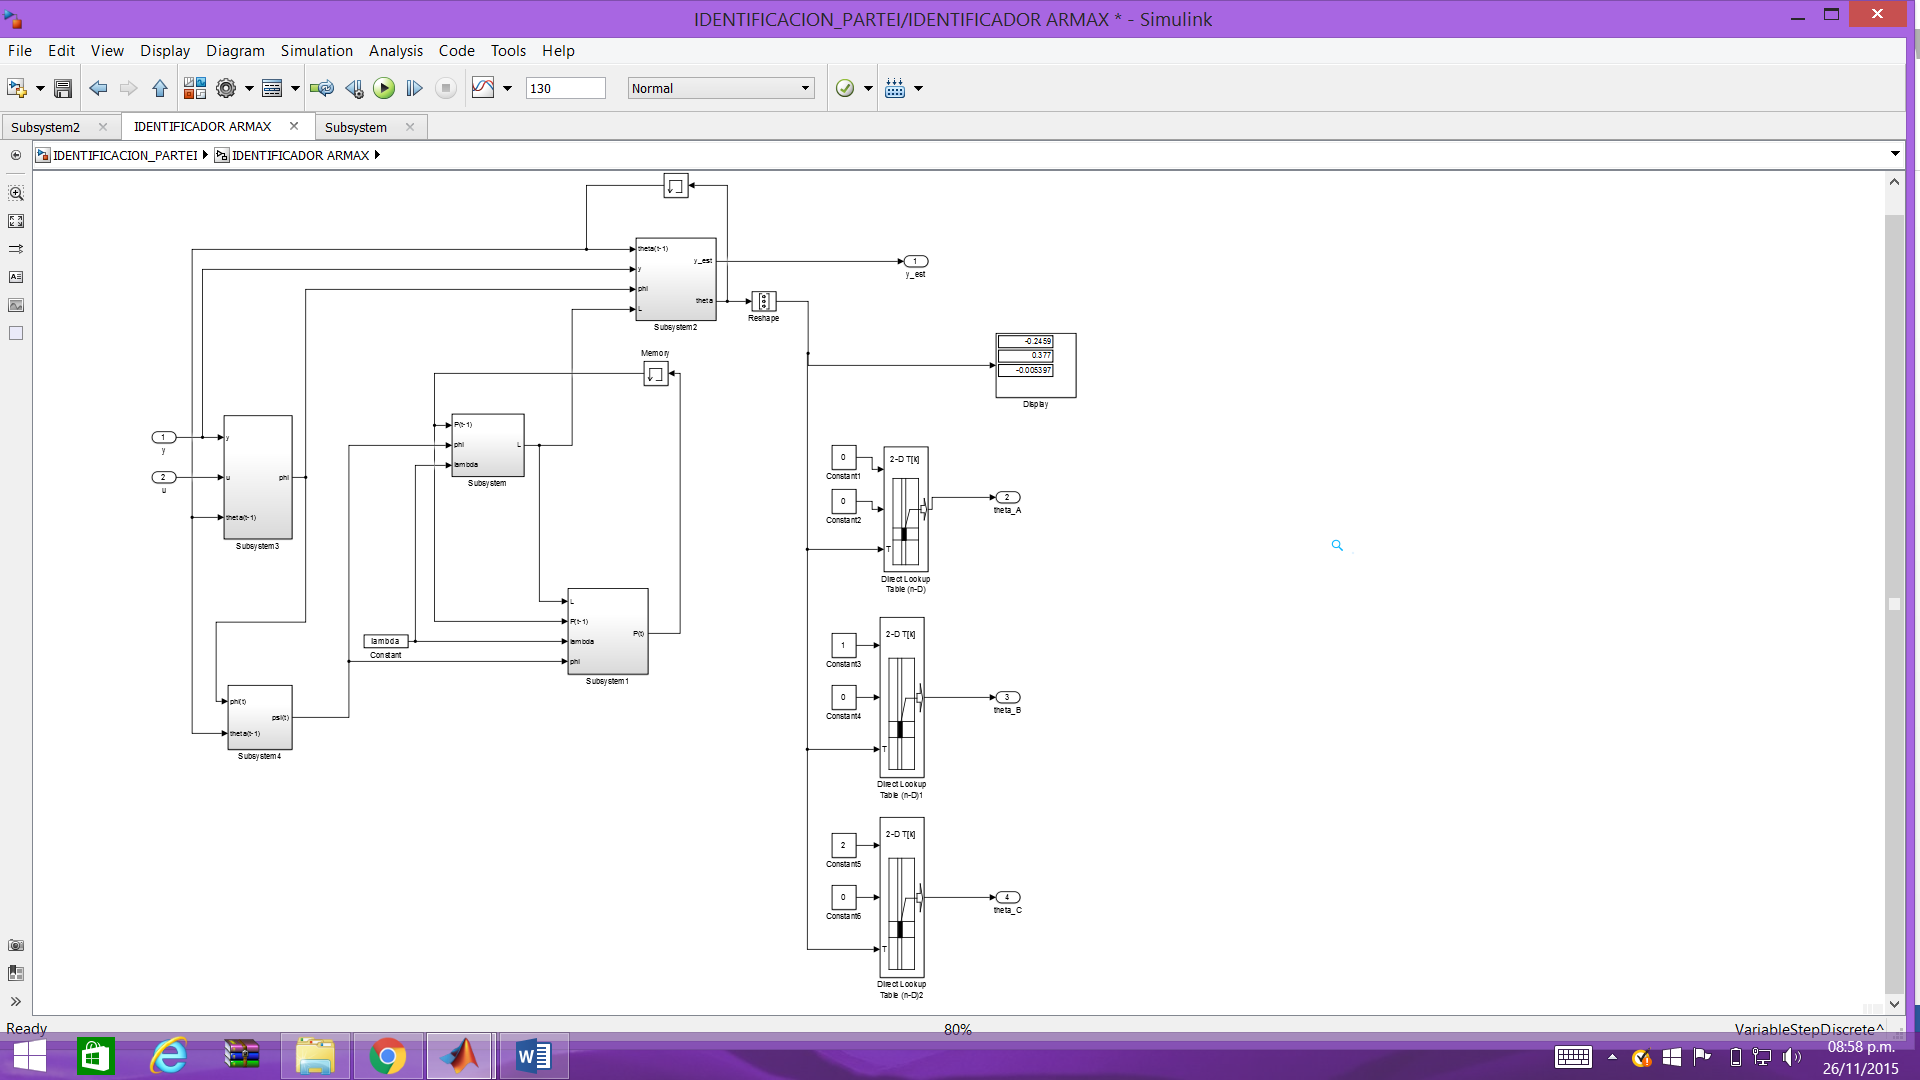 IDENTIFICACION_PARTEI/IDENTIFICADOR ARMAX * - Simulink
File Edit View Display Diagram Simulation Analysis Code Tools Help
130 Normal
Subsystem2 IDENTIFICADOR ARMAX Subsystem
IDENTIFICACION_PARTEI IDENTIFICADOR ARMAX
theta(t-1)
y_est
y
phi
theta
L
Subsystem2
1
y_est
Reshape
Memory
-0.2459
0.377
-0.005397
Display
1
y
2
u
y
u
phi
theta(t-1)
Subsystem3
P(t-1)
phi
L
lambda
Subsystem
0
Constant1
0
Constant2
2-D T[k]
T
Direct Lookup
Table (n-D)
2
theta_A
L
P(t-1)
P(t)
lambda
phi
Subsystem1
lambda
Constant
1
Constant3
0
Constant4
2-D T[k]
T
Direct Lookup
Table (n-D)1
3
theta_B
phi(t)
psi(t)
theta(t-1)
Subsystem4
2
Constant5
0
Constant6
2-D T[k]
T
Direct Lookup
Table (n-D)2
4
theta_C
Ready 80% VariableStepDiscrete^
08:58 p.m.
26/11/2015